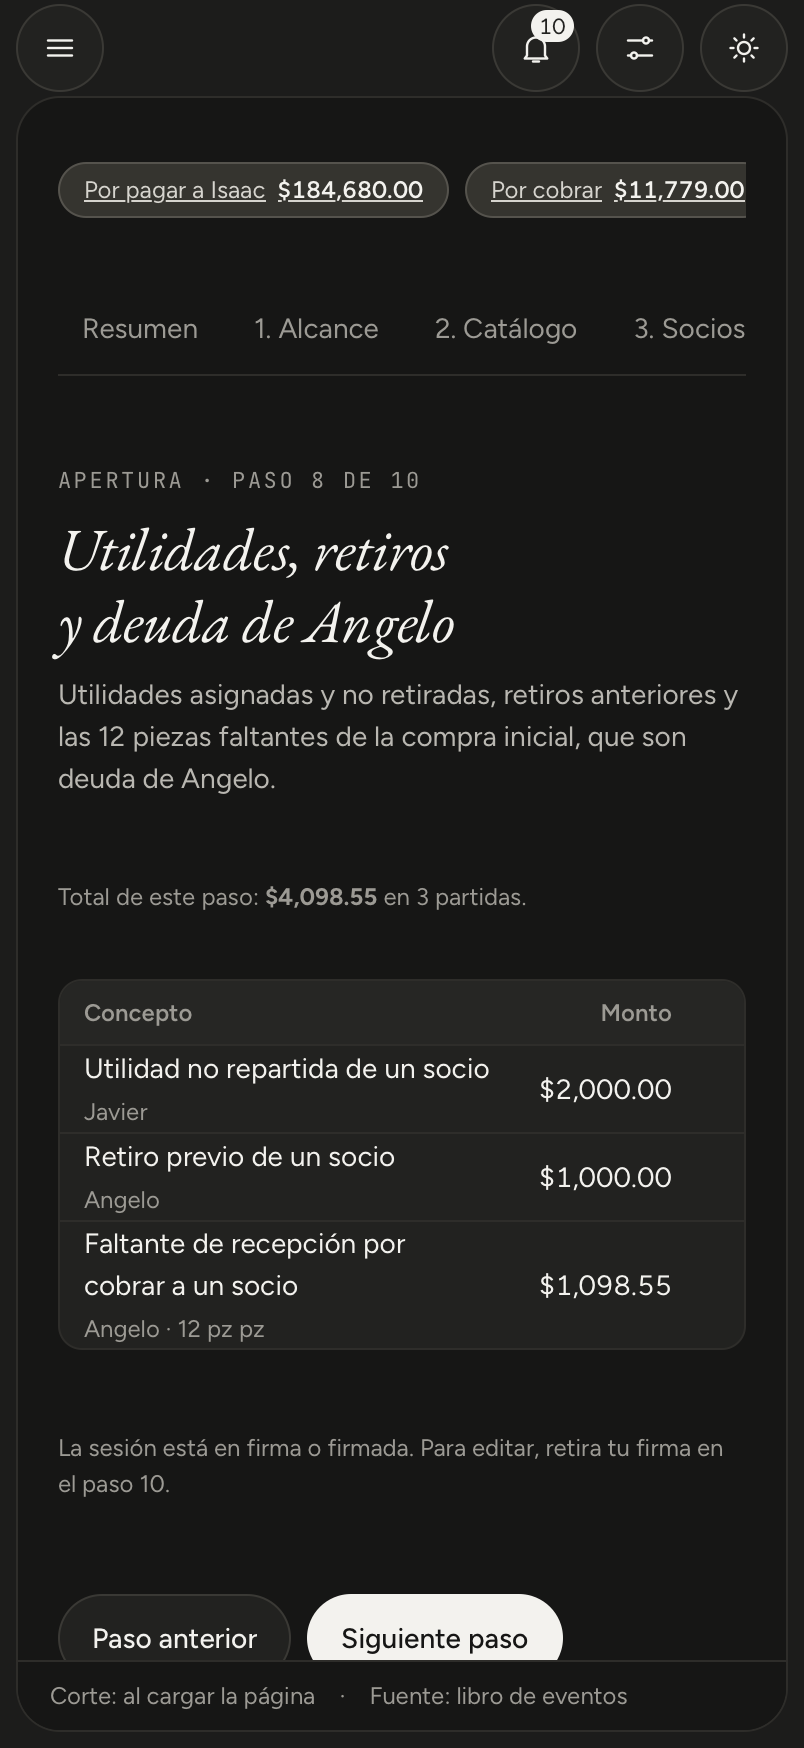 10
Por pagar a Isaac $184,680.00 Por cobrar $11,779.00
Resumen 1. Alcance 2. Catálogo 3. Socios
APERTURA · PASO 8 DE 10
Utilidades, retiros
y deuda de Angelo
Utilidades asignadas y no retiradas, retiros anteriores y
las 12 piezas faltantes de la compra inicial, que son
deuda de Angelo.
Total de este paso: $4,098.55 en 3 partidas.
Concepto Monto
Utilidad no repartida de un socio
Javier
$2,000.00
Retiro previo de un socio
Angelo
$1,000.00
Faltante de recepción por
cobrar a un socio
Angelo · 12 pz pz
$1,098.55
La sesión está en firma o firmada. Para editar, retira tu firma en
el paso 10.
Paso anterior Siguiente paso
Corte: al cargar la página · Fuente: libro de eventos